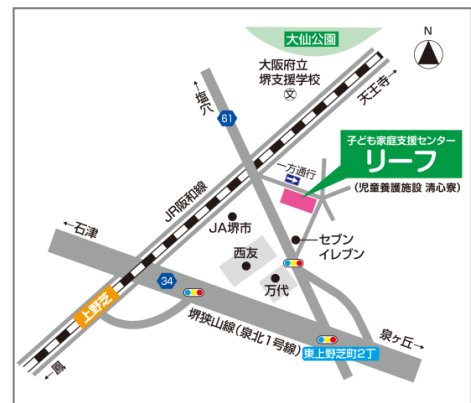 大仙公園
N
大阪府立
堺支援学校
文
天王寺→
←塩穴
61
子ども家庭支援センター
リーフ
(児童養護施設 清心寮)
一方通行
JR阪和線
JA堺市
←石津
西友
セブン
イレブン
34
万代
上野芝
堺狭山線(泉北1号線)
泉ヶ丘→
東上野芝町2丁
←鳳